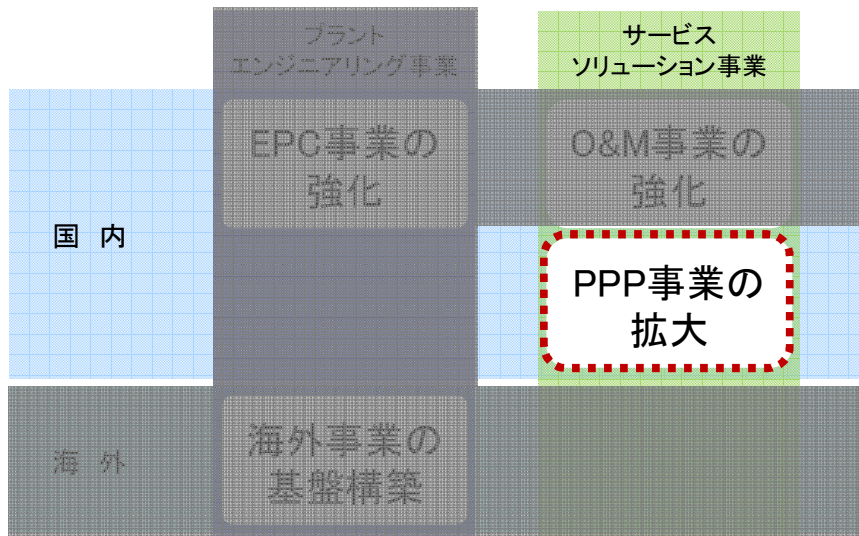 プラント
エンジニアリング事業
サービス
ソリューション事業
EPC事業の
強化
O&M事業の
強化
国 内
PPP事業の
拡大
海 外
海外事業の
基盤構築